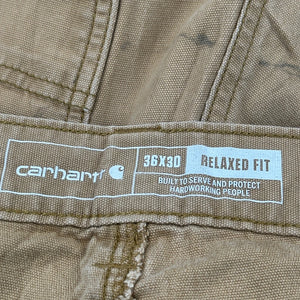 carhartt
36X30
RELAXED FIT
BUILT TO SERVE AND PROTECT
HARDWORKING PEOPLE